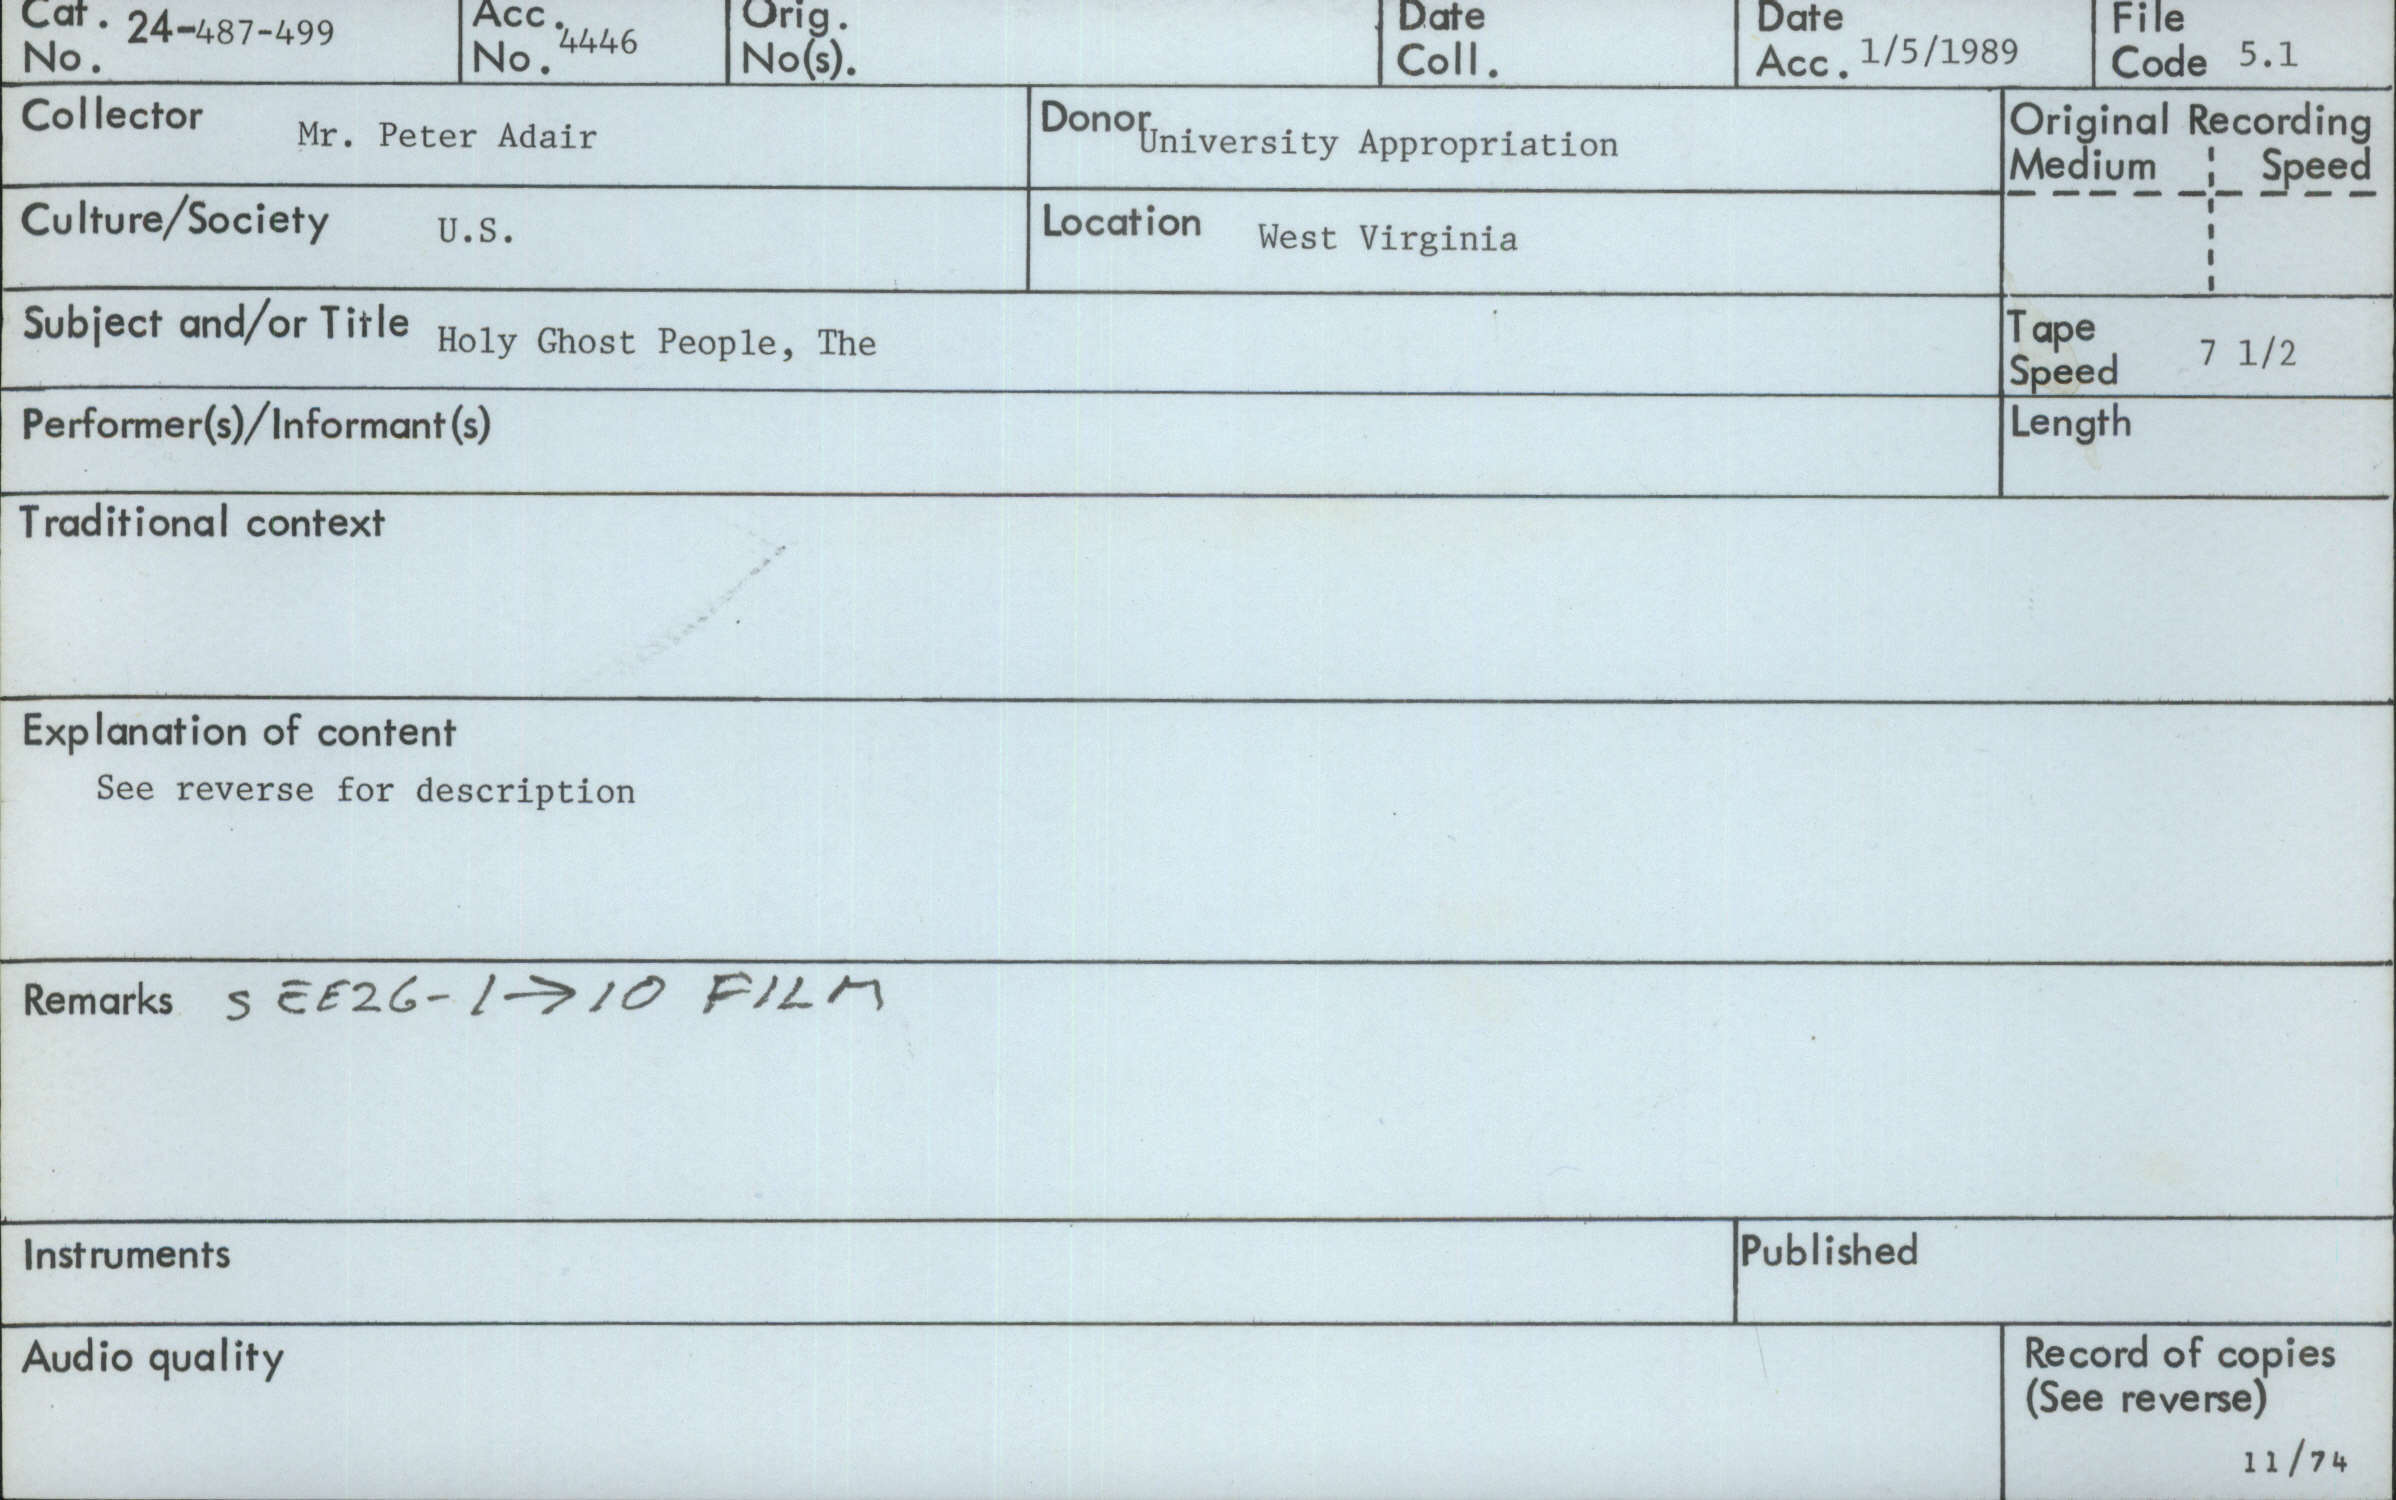 Cat. No. 24-487-499 Acc. No. 4446 Orig. No(s). Date Coll. Date Acc. 1/5/1989 File Code 5.1
Collector Mr. Peter Adair Donor University Appropriation Original Recording
Medium Speed
Culture/Society U.S. Location West Virginia
Subject and/or Title Holy Ghost People, The Tape Speed 7 1/2
Performer(s)/Informant(s) Length
Traditional context
Explanation of content
See reverse for description
Remarks SEE26-1→10 FILM
Instruments Published
Audio quality Record of copies
(See reverse)
11/74